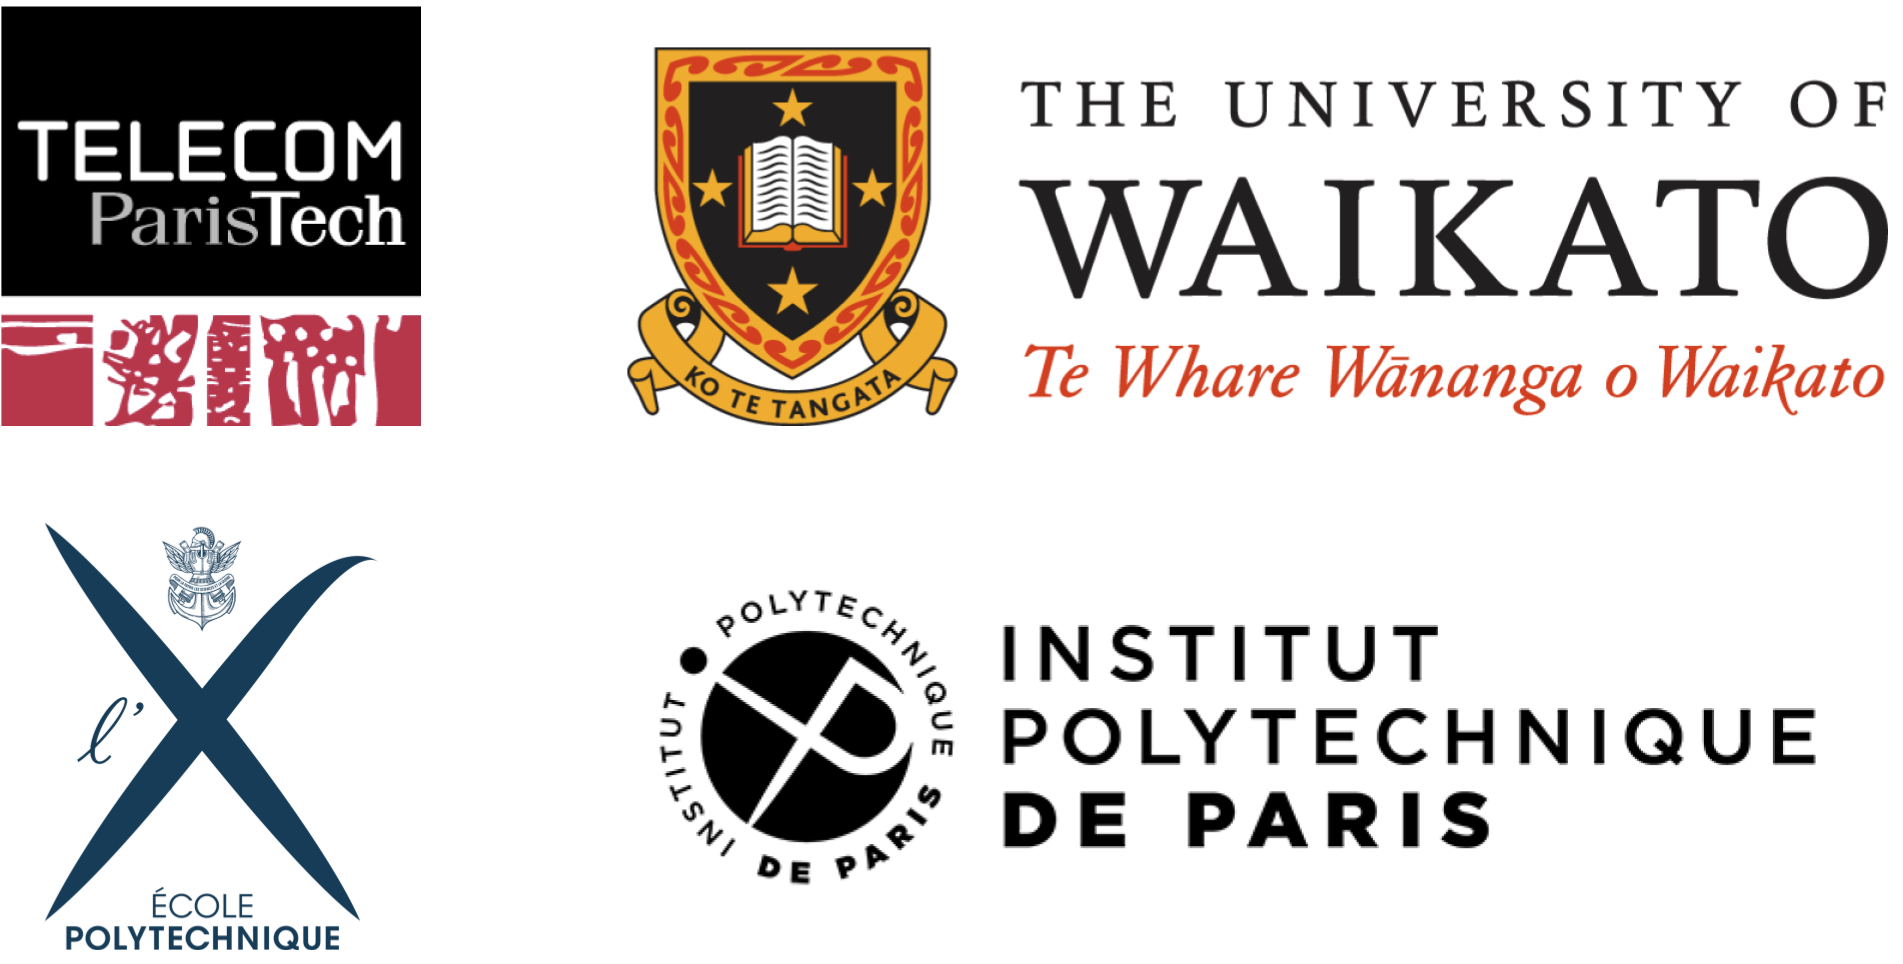 TELECOM
ParisTech
KO TE TANGATA
THE UNIVERSITY OF
WAIKATO
Te Whare Wānanga o Waikato
l'X
ÉCOLE
POLYTECHNIQUE
INSTITUT POLYTECHNIQUE DE PARIS
INSTITUT
POLYTECHNIQUE
DE PARIS